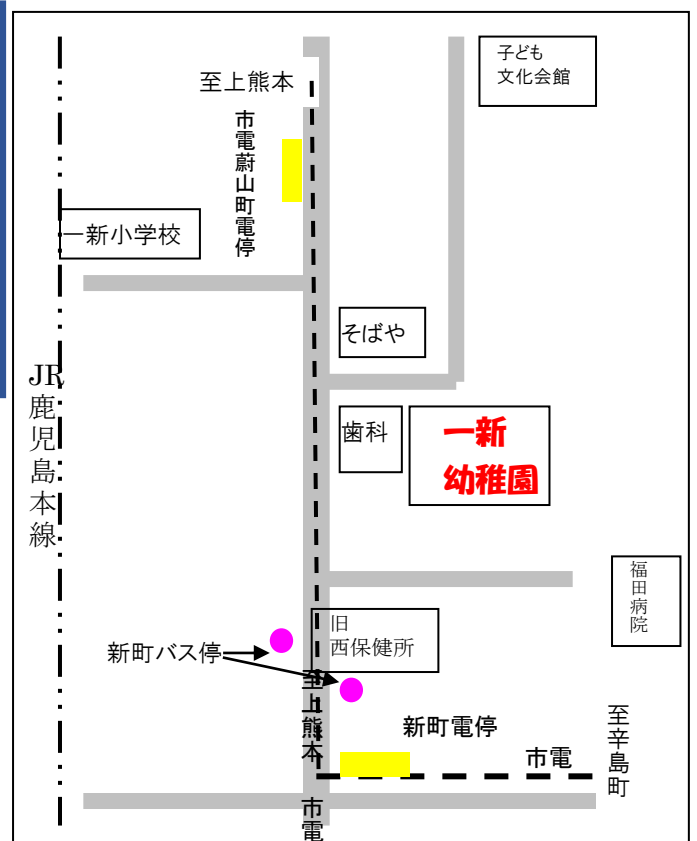 子ども
文化会館
至上熊本
市電蔚山町電停
一新小学校
そばや
JR鹿児島本線
歯科
一新
幼稚園
福田病院
旧
西保健所
新町バス停
至上熊本
新町電停
至辛島町
市電
市電